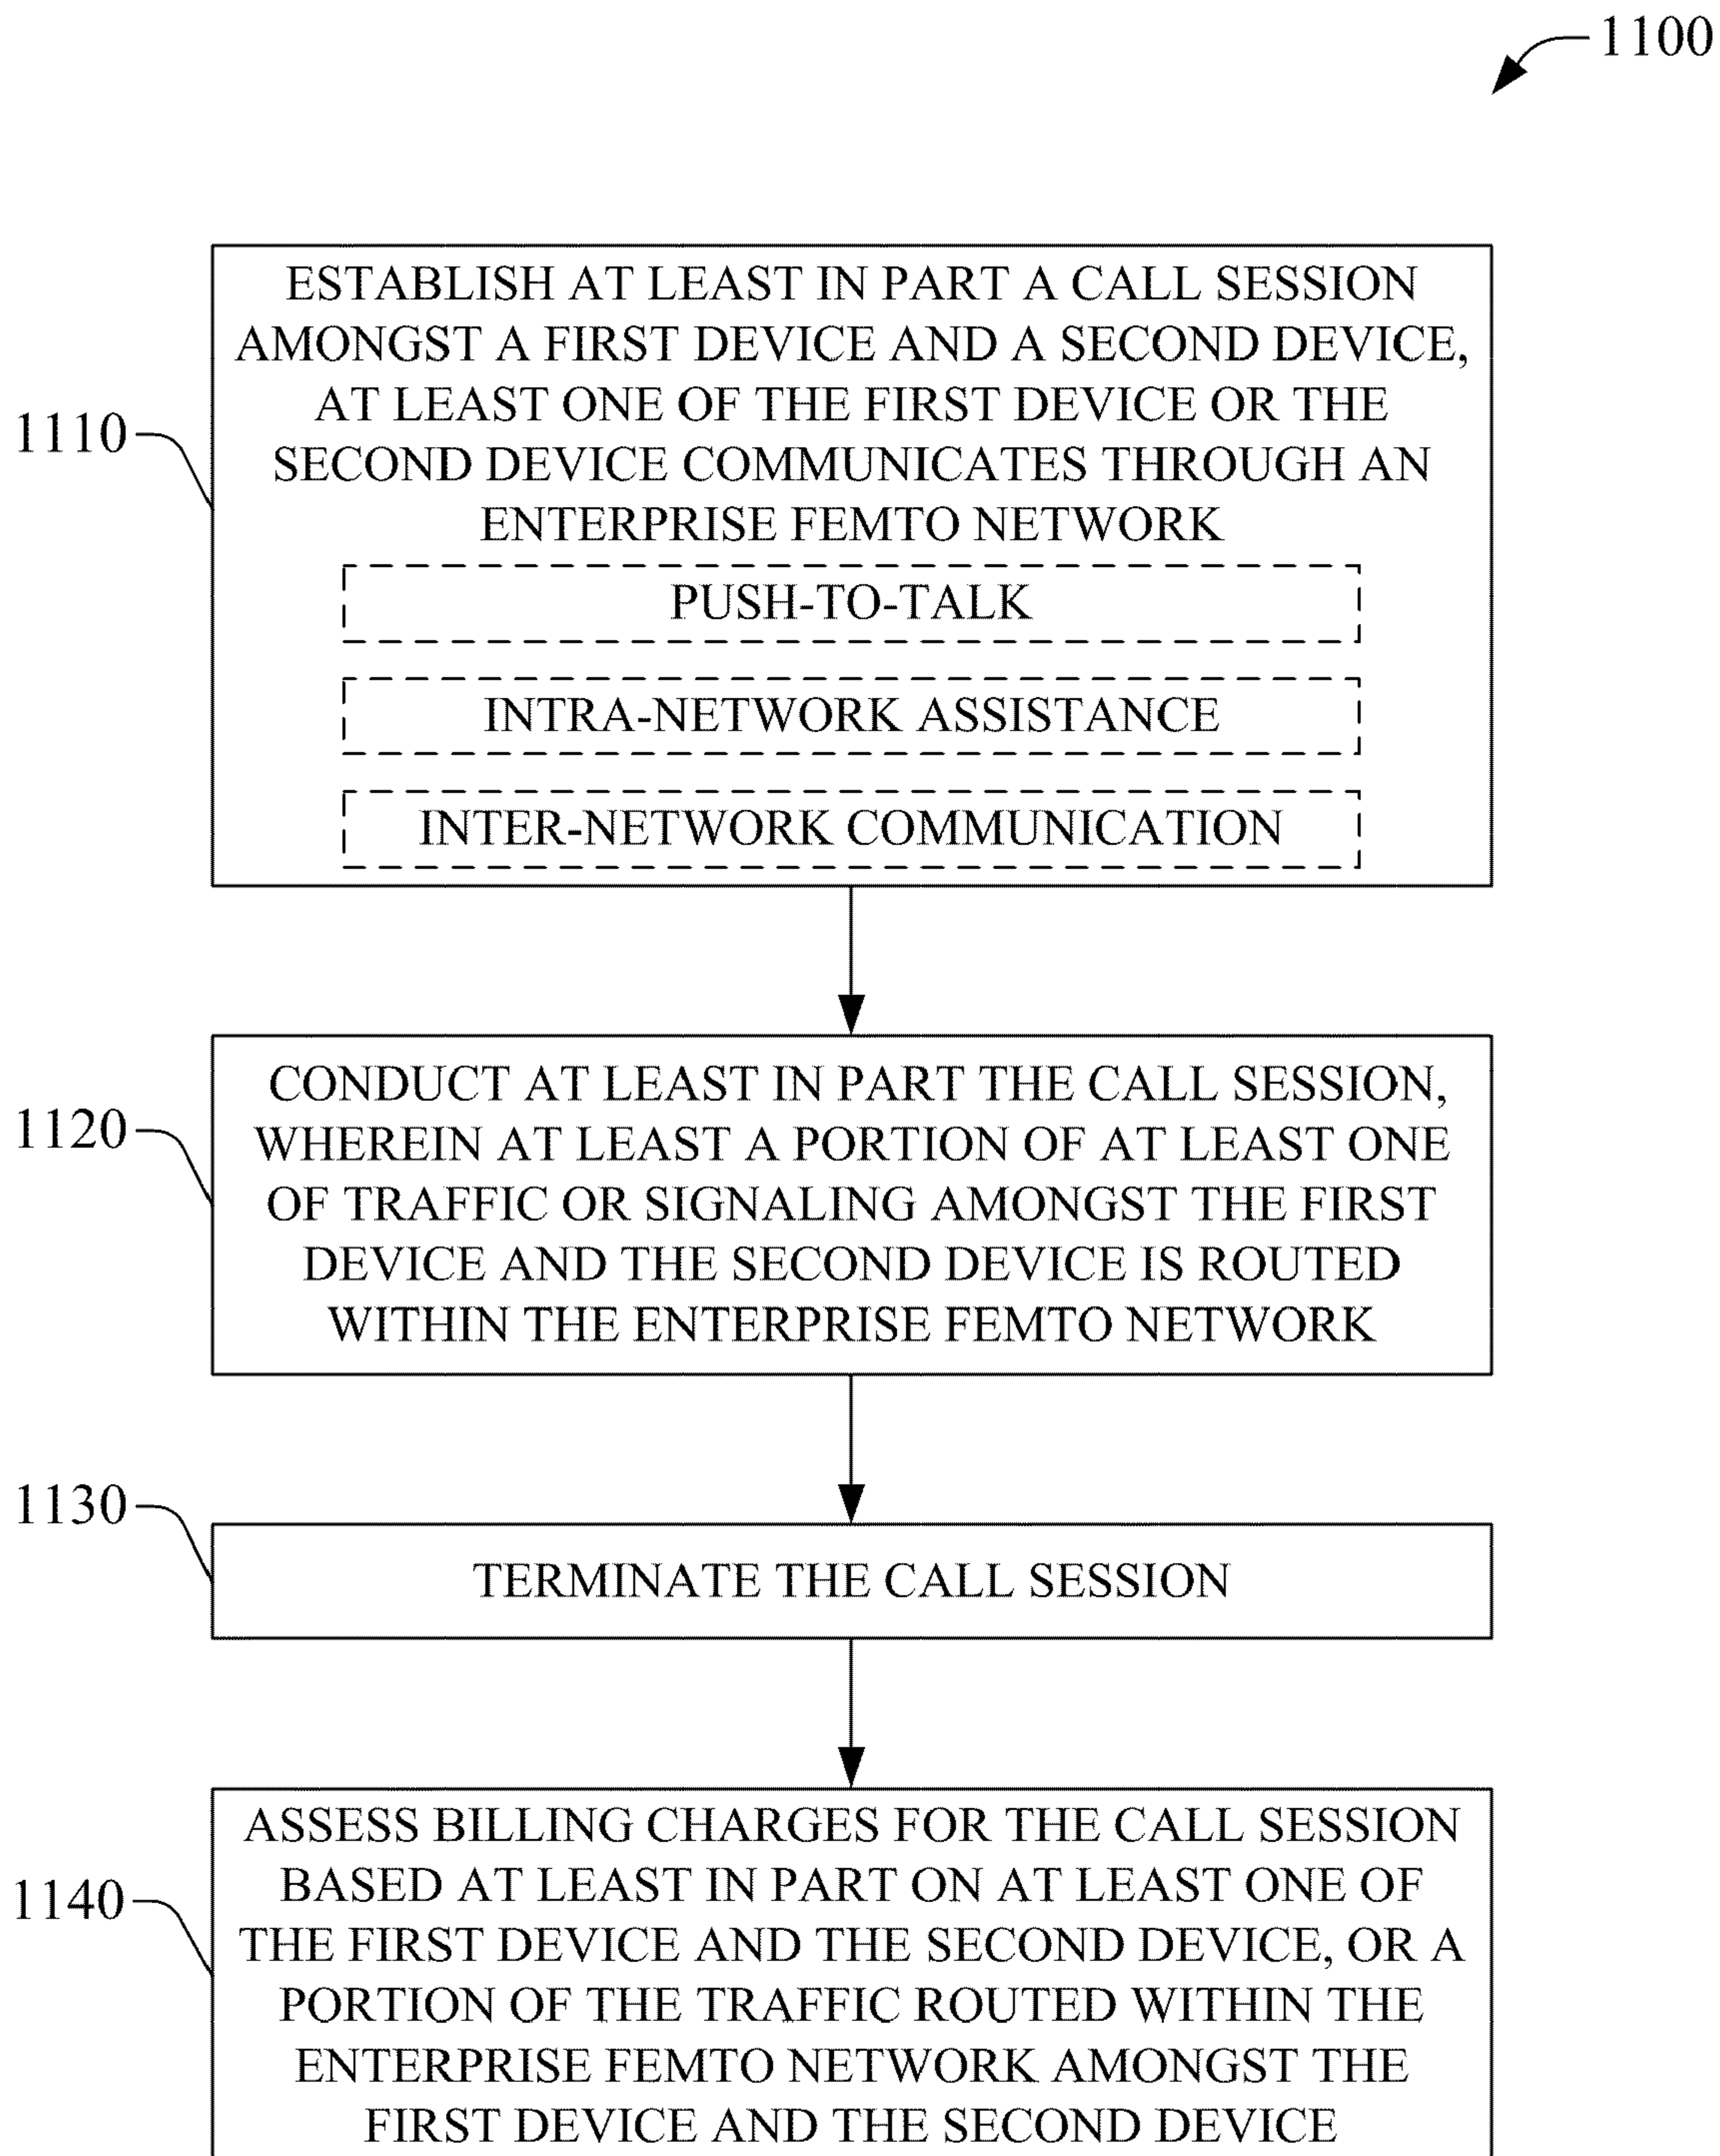 1100
ESTABLISH AT LEAST IN PART A CALL SESSION
AMONGST A FIRST DEVICE AND A SECOND DEVICE,
AT LEAST ONE OF THE FIRST DEVICE OR THE
SECOND DEVICE COMMUNICATES THROUGH AN
ENTERPRISE FEMTO NETWORK
1110
PUSH-TO-TALK
INTRA-NETWORK ASSISTANCE
INTER-NETWORK COMMUNICATION
CONDUCT AT LEAST IN PART THE CALL SESSION,
WHEREIN AT LEAST A PORTION OF AT LEAST ONE
OF TRAFFIC OR SIGNALING AMONGST THE FIRST
DEVICE AND THE SECOND DEVICE IS ROUTED
WITHIN THE ENTERPRISE FEMTO NETWORK
1120
1130
TERMINATE THE CALL SESSION
ASSESS BILLING CHARGES FOR THE CALL SESSION
BASED AT LEAST IN PART ON AT LEAST ONE OF
THE FIRST DEVICE AND THE SECOND DEVICE, OR A
PORTION OF THE TRAFFIC ROUTED WITHIN THE
ENTERPRISE FEMTO NETWORK AMONGST THE
FIRST DEVICE AND THE SECOND DEVICE
1140